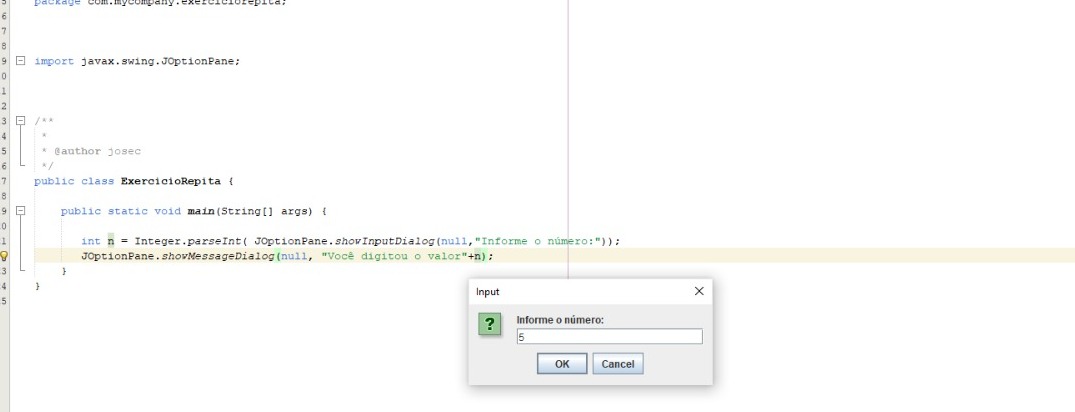 5 package com.mycompany.exerciciorepita;
6
7
8
9 import javax.swing.JOptionPane;
0
1
2
3 /**
4 *
5 * @author josec
6 */
7 public class ExercicioRepita {
8
9 public static void main(String[] args) {
0
1 int n = Integer.parseInt( JOptionPane.showInputDialog(null,"Informe o número:"));
JOptionPane.showMessageDialog(null, "Você digitou o valor"+n);
3 }
4 }
5
Input
?
Informe o número:
5
OK Cancel